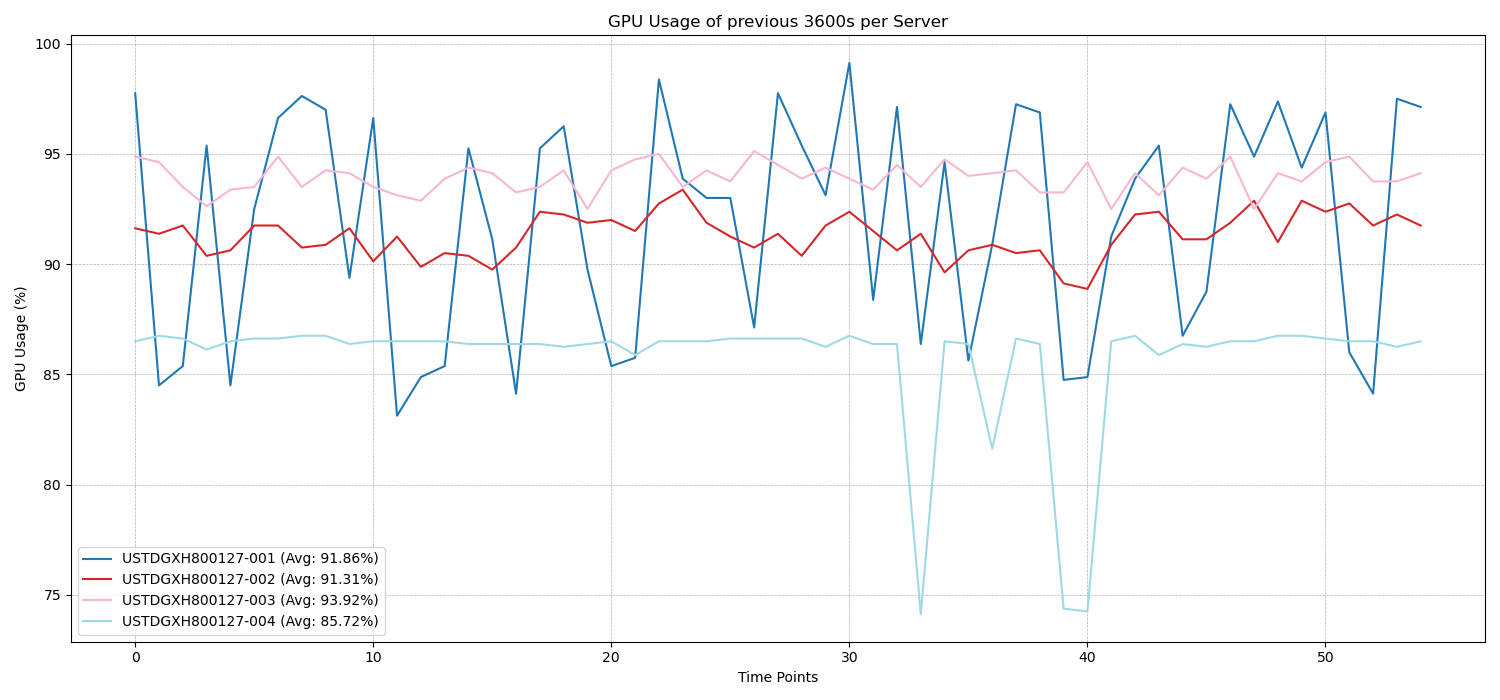 GPU Usage of previous 3600s per Server
100
95
90
85
80
75
GPU Usage (%)
USTDGXH800127-001 (Avg: 91.86%)
USTDGXH800127-002 (Avg: 91.31%)
USTDGXH800127-003 (Avg: 93.92%)
USTDGXH800127-004 (Avg: 85.72%)
0 10 20 30 40 50
Time Points